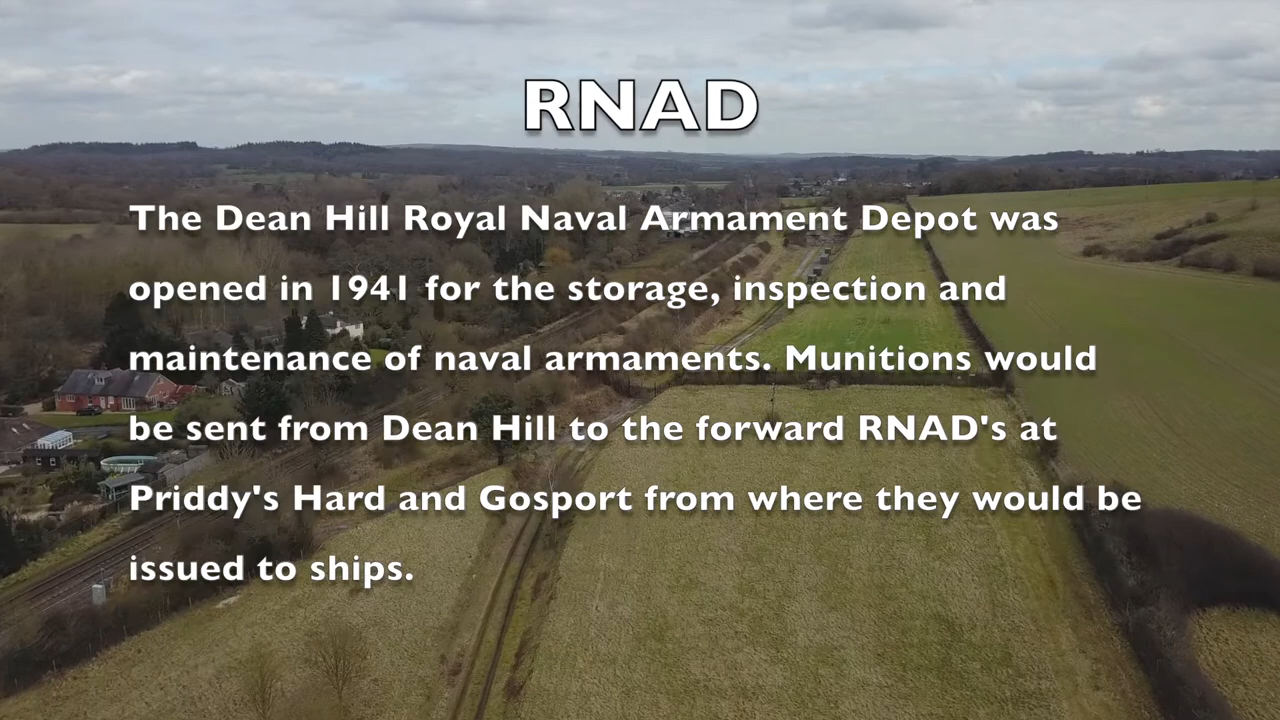 RNAD
The Dean Hill Royal Naval Armament Depot was
opened in 1941 for the storage, inspection and
maintenance of naval armaments. Munitions would
be sent from Dean Hill to the forward RNAD's at
Priddy's Hard and Gosport from where they would be
issued to ships.